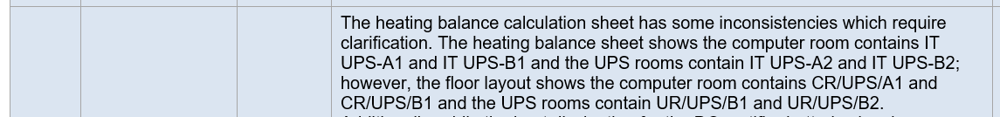 The heating balance calculation sheet has some inconsistencies which require
clarification. The heating balance sheet shows the computer room contains IT
UPS-A1 and IT UPS-B1 and the UPS rooms contain IT UPS-A2 and IT UPS-B2;
however, the floor layout shows the computer room contains CR/UPS/A1 and
CR/UPS/B1 and the UPS rooms contain UR/UPS/B1 and UR/UPS/B2.